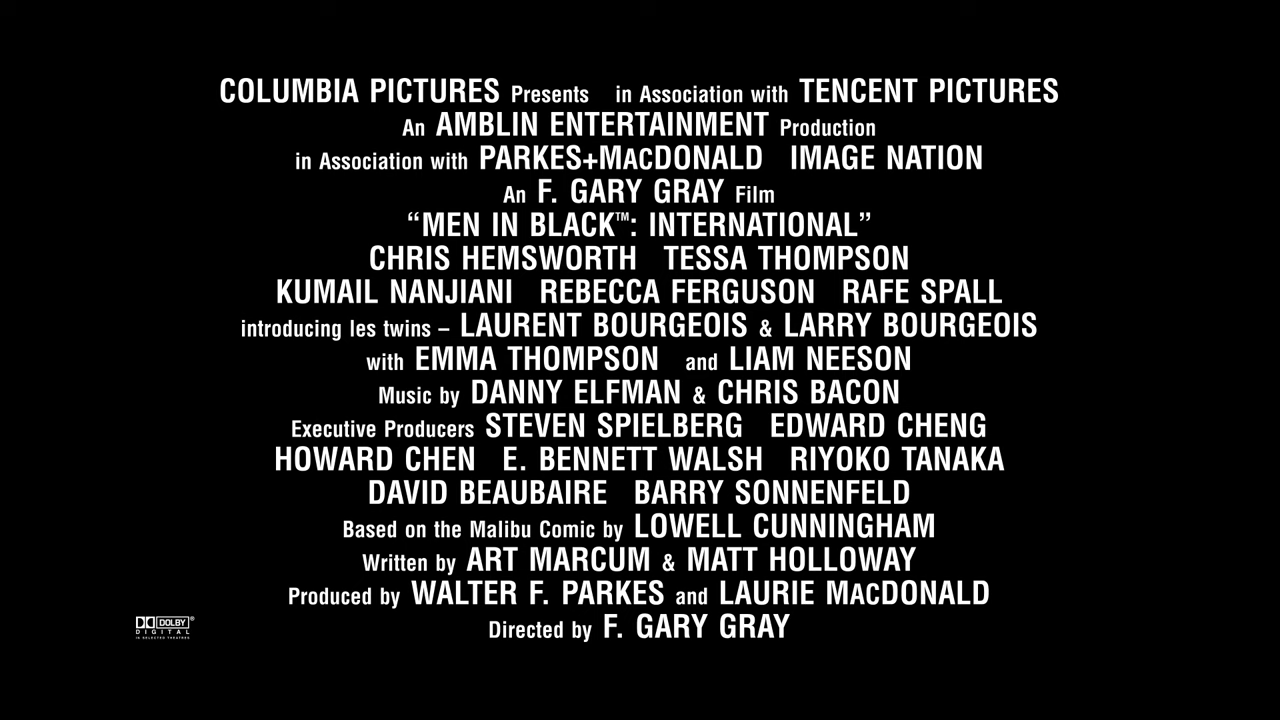 COLUMBIA PICTURES Presents in Association with TENCENT PICTURES
An AMBLIN ENTERTAINMENT Production
in Association with PARKES+MACDONALD IMAGE NATION
An F. GARY GRAY Film
“MEN IN BLACK™: INTERNATIONAL”
CHRIS HEMSWORTH TESSA THOMPSON
KUMAIL NANJIANI REBECCA FERGUSON RAFE SPALL
introducing les twins – LAURENT BOURGEOIS & LARRY BOURGEOIS
with EMMA THOMPSON and LIAM NEESON
Music by DANNY ELFMAN & CHRIS BACON
Executive Producers STEVEN SPIELBERG EDWARD CHENG
HOWARD CHEN E. BENNETT WALSH RIYOKO TANAKA
DAVID BEAUBAIRE BARRY SONNENFELD
Based on the Malibu Comic by LOWELL CUNNINGHAM
Written by ART MARCUM & MATT HOLLOWAY
Produced by WALTER F. PARKES and LAURIE MACDONALD
Directed by F. GARY GRAY
DOLBY®
DIGITAL
IN SELECTED THEATRES